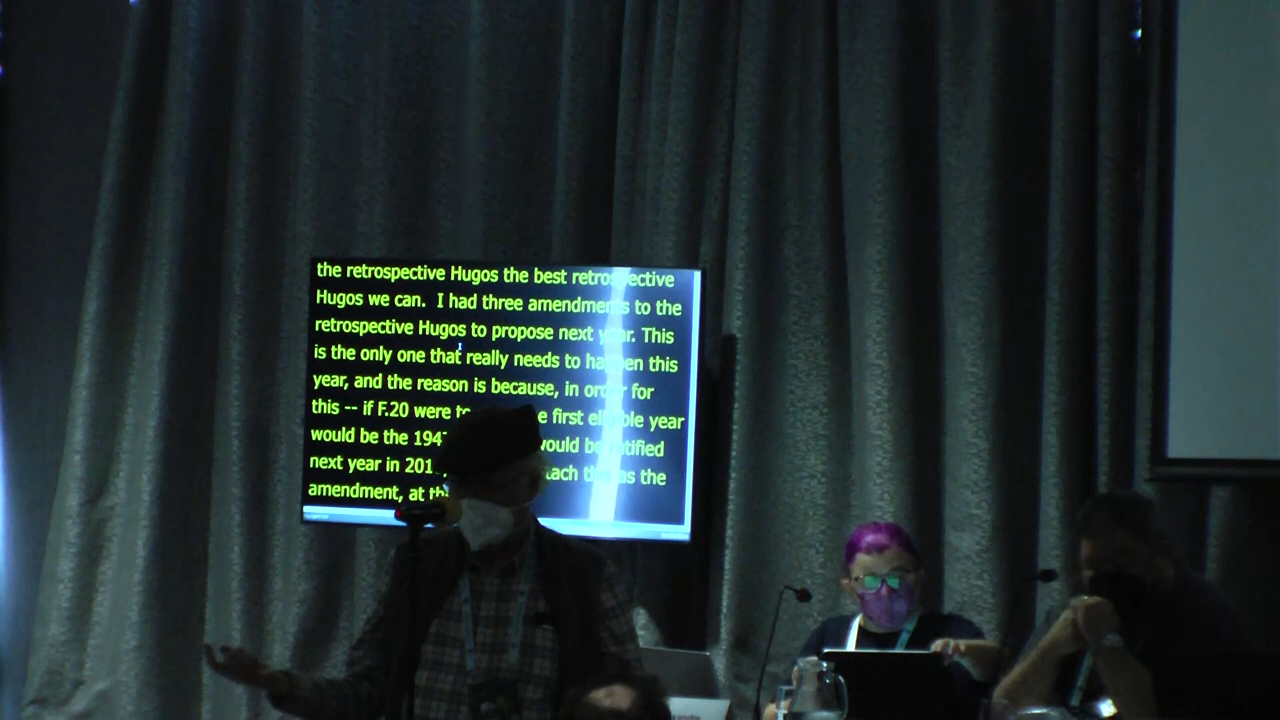 the retrospective Hugos the best retrospective
Hugos we can. I had three amendments to the
retrospective Hugos to propose next year. This
is the only one that really needs to happen this
year, and the reason is because, in order for
this -- if F.20 were to first eligible year
would be the 194 would be ratified
next year in 201 this as the
amendment, at